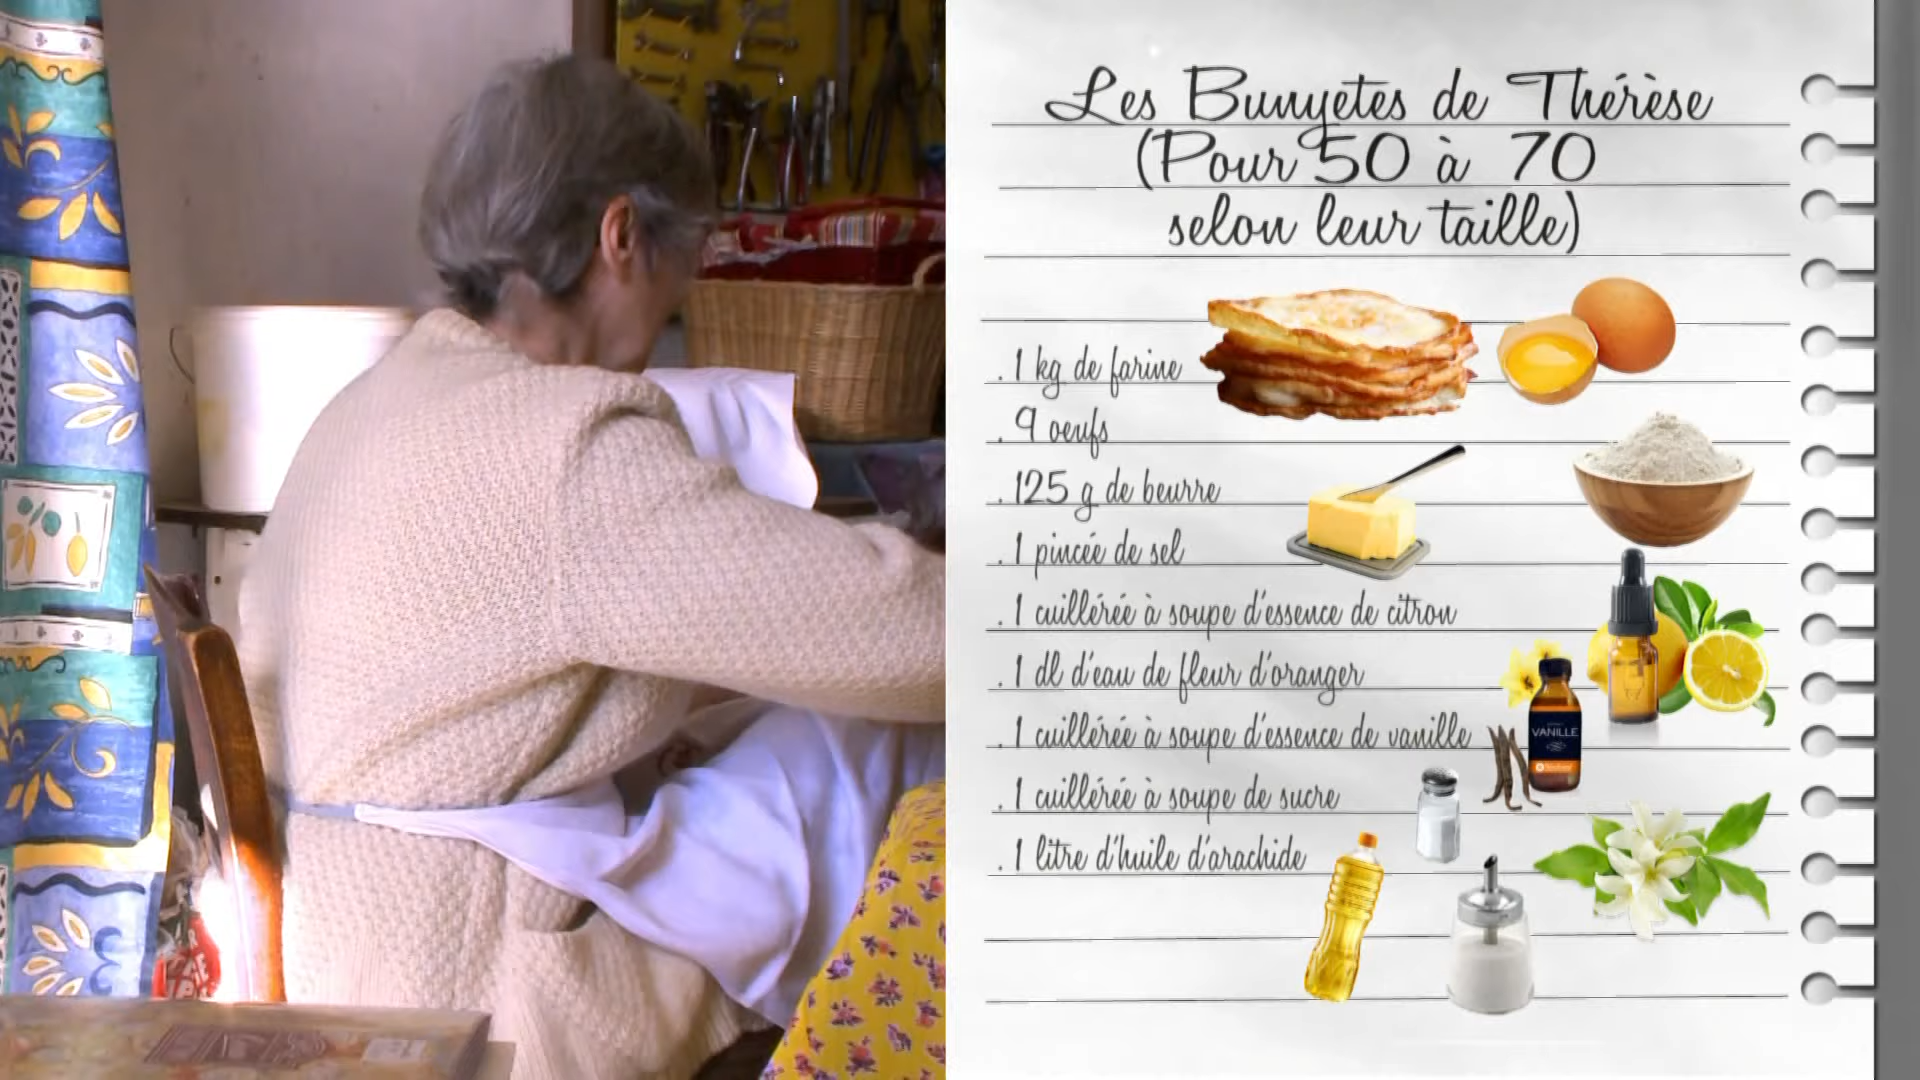 Les Bunyetes de Thérèse
(Pour 50 à 70
selon leur taille)
. 1 kg de farine
. 9 oeufs
. 125 g de beurre
. 1 pincée de sel
. 1 cuillérée à soupe d'essence de citron
. 1 dl d'eau de fleur d'oranger
. 1 cuillérée à soupe d'essence de vanille
. 1 cuillérée à soupe de sucre
. 1 litre d'huile d'arachide
VANILLE